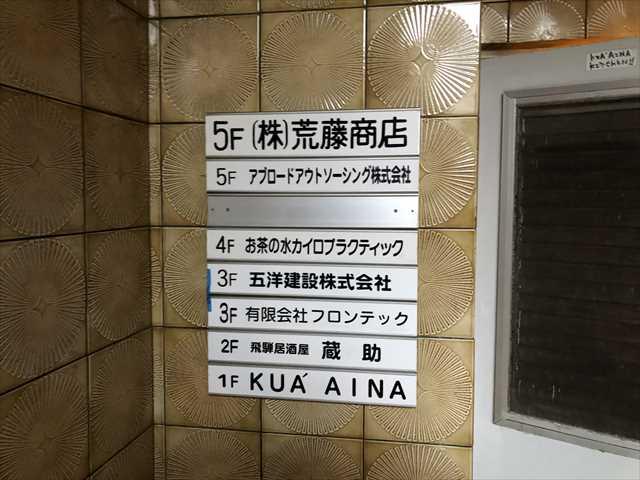 5F (株)荒藤商店
5F アブロードアウトソーシング株式会社
4F お茶の水カイロプラクティック
3F 五洋建設株式会社
3F 有限会社フロンテック
2F 飛騨居酒屋 蔵助
1F KUA' AINA
KUA'AINA
KITCHEN!!